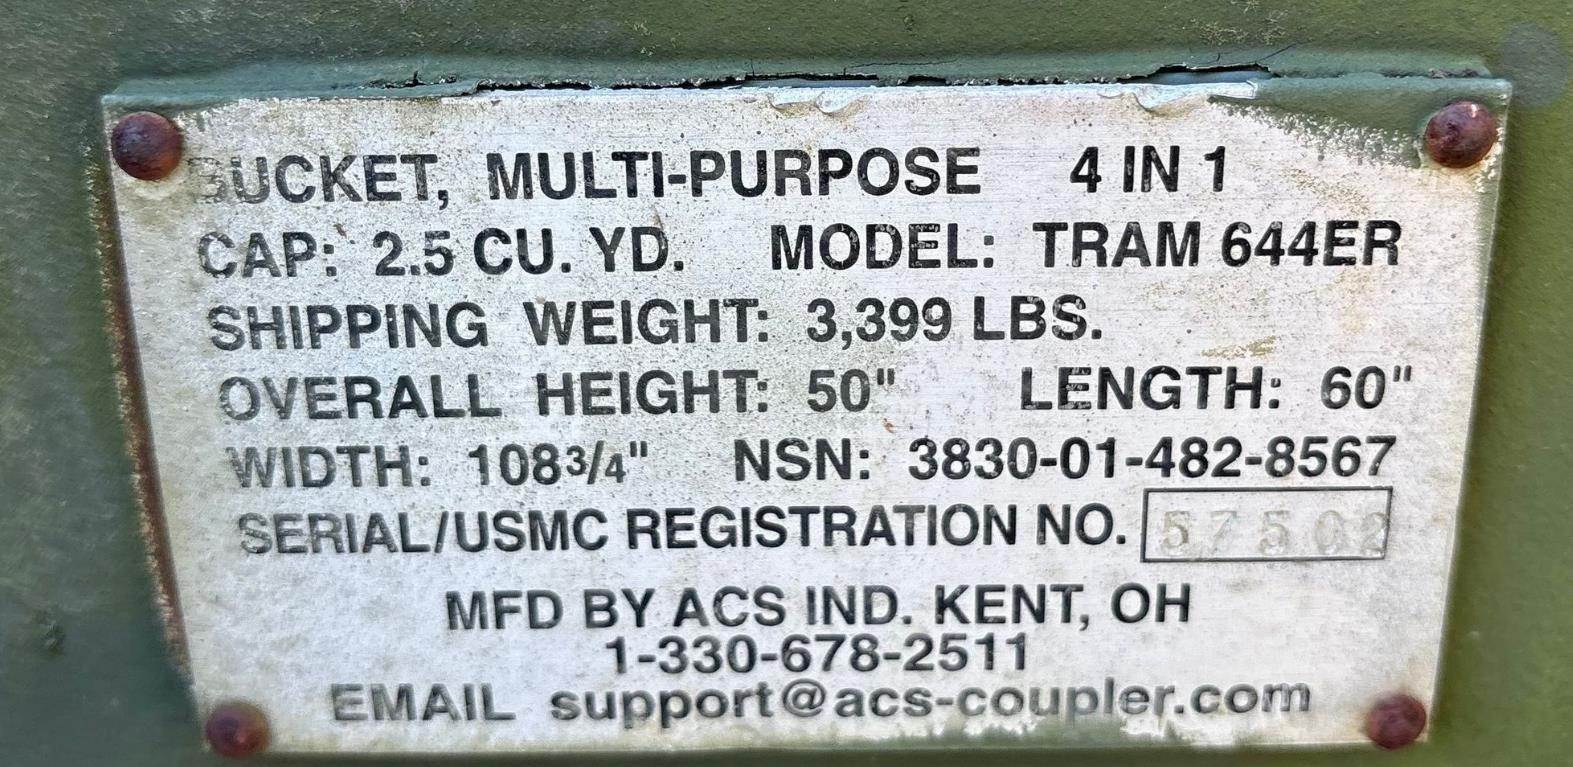 BUCKET, MULTI-PURPOSE 4 IN 1
CAP: 2.5 CU. YD. MODEL: TRAM 644ER
SHIPPING WEIGHT: 3,399 LBS.
OVERALL HEIGHT: 50" LENGTH: 60"
WIDTH: 108 3/4" NSN: 3830-01-482-8567
SERIAL/USMC REGISTRATION NO. 57502
MFD BY ACS IND. KENT, OH
1-330-678-2511
EMAIL support@acs-coupler.com